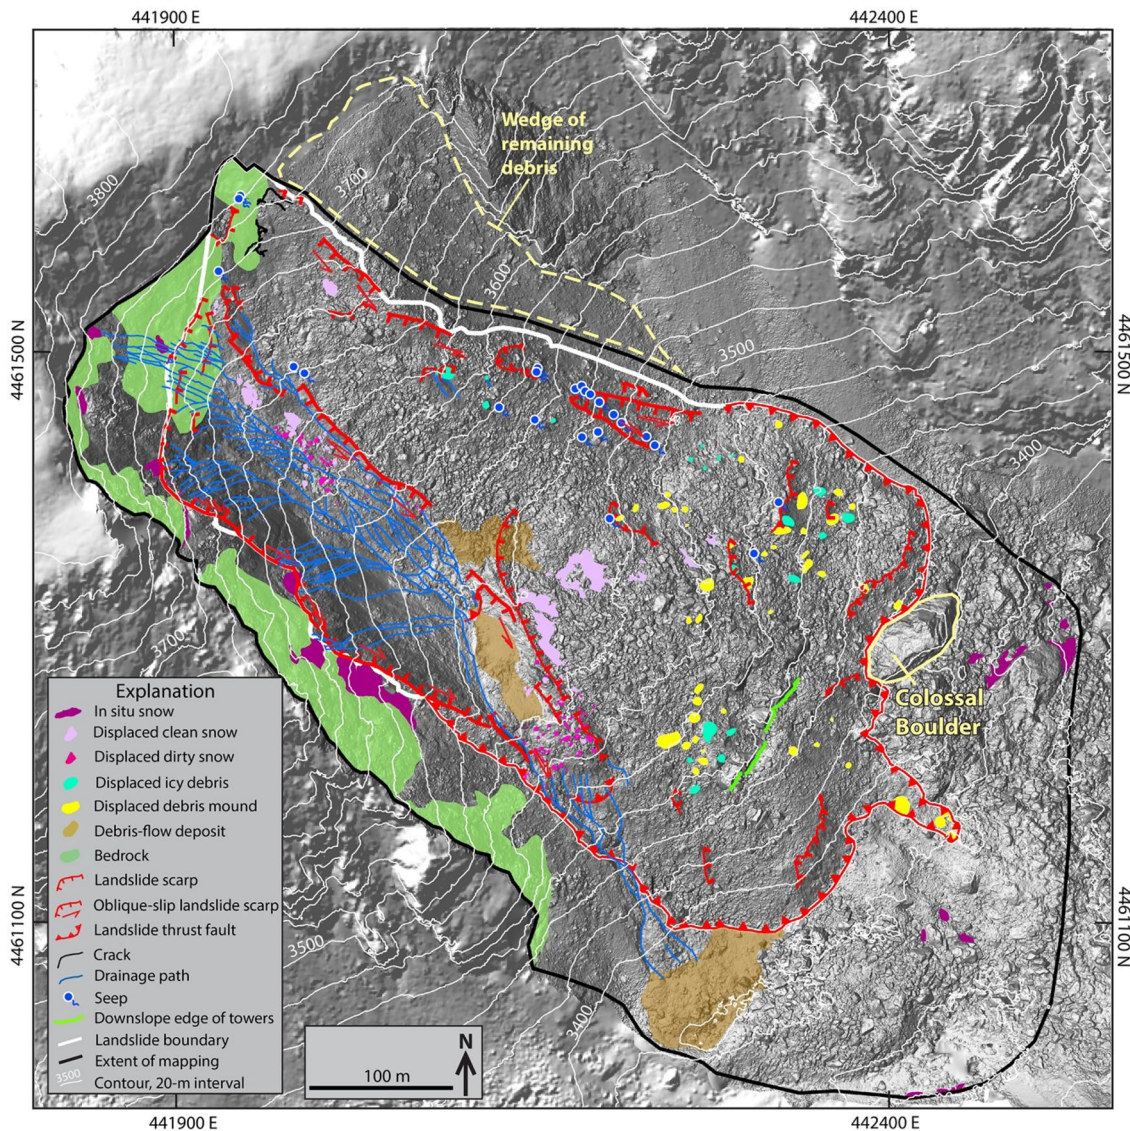 441900 E
442400 E
Wedge of
remaining
debris
3800
3700
3600
3500
4461500 N
4461500 N
3400
3700
Colossal
Boulder
Explanation
In situ snow
Displaced clean snow
Displaced dirty snow
Displaced icy debris
Displaced debris mound
Debris-flow deposit
Bedrock
Landslide scarp
Oblique-slip landslide scarp
Landslide thrust fault
Crack
Drainage path
Seep
Downslope edge of towers
Landslide boundary
Extent of mapping
3500 Contour, 20-m interval
4461100 N
4461100 N
3500
3400
N
100 m
441900 E
442400 E